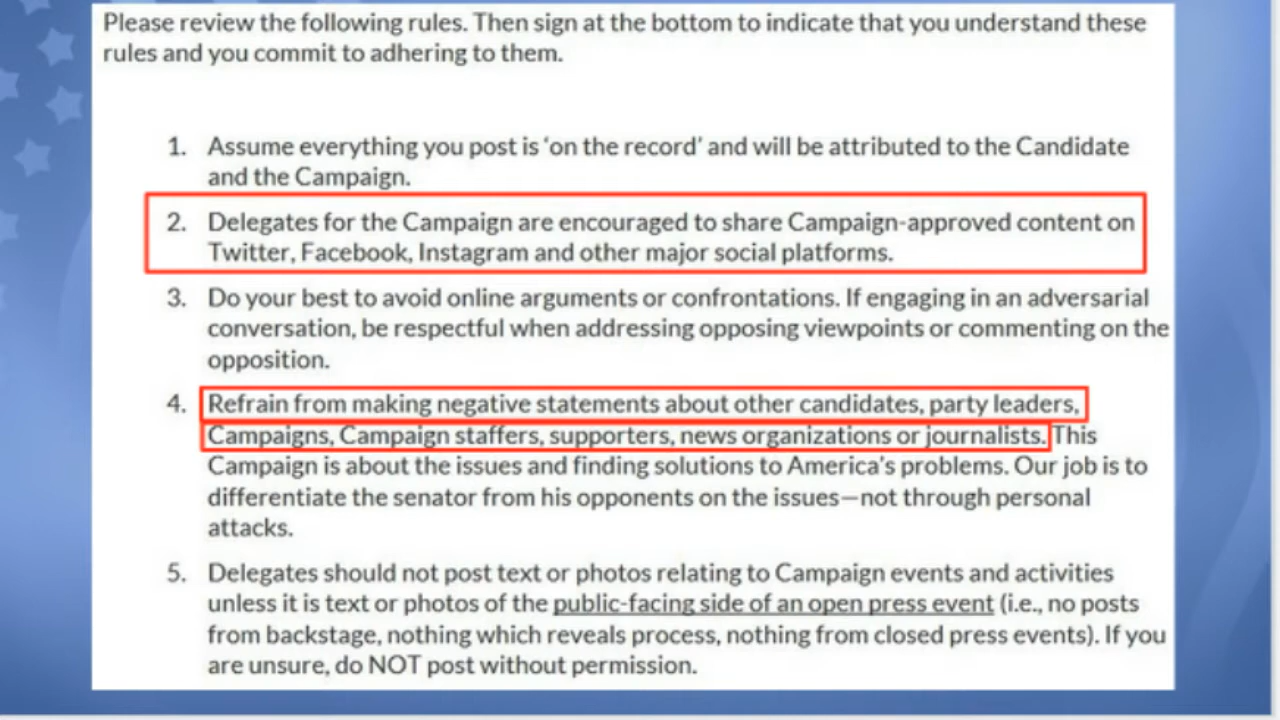 Please review the following rules. Then sign at the bottom to indicate that you understand these
rules and you commit to adhering to them.
1. Assume everything you post is ‘on the record’ and will be attributed to the Candidate
and the Campaign.
2. Delegates for the Campaign are encouraged to share Campaign-approved content on
Twitter, Facebook, Instagram and other major social platforms.
3. Do your best to avoid online arguments or confrontations. If engaging in an adversarial
conversation, be respectful when addressing opposing viewpoints or commenting on the
opposition.
4. Refrain from making negative statements about other candidates, party leaders,
Campaigns, Campaign staffers, supporters, news organizations or journalists. This
Campaign is about the issues and finding solutions to America's problems. Our job is to
differentiate the senator from his opponents on the issues—not through personal
attacks.
5. Delegates should not post text or photos relating to Campaign events and activities
unless it is text or photos of the public-facing side of an open press event (i.e., no posts
from backstage, nothing which reveals process, nothing from closed press events). If you
are unsure, do NOT post without permission.